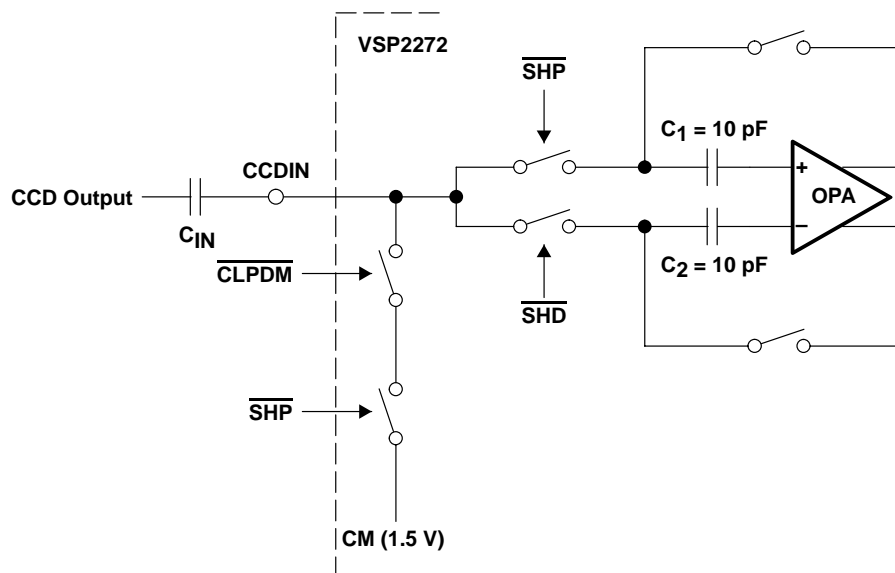 VSP2272
SHP
C1 = 10 pF
CCDIN
CCD Output
OPA
+
−
CIN
C2 = 10 pF
CLPDM
SHD
SHP
CM (1.5 V)